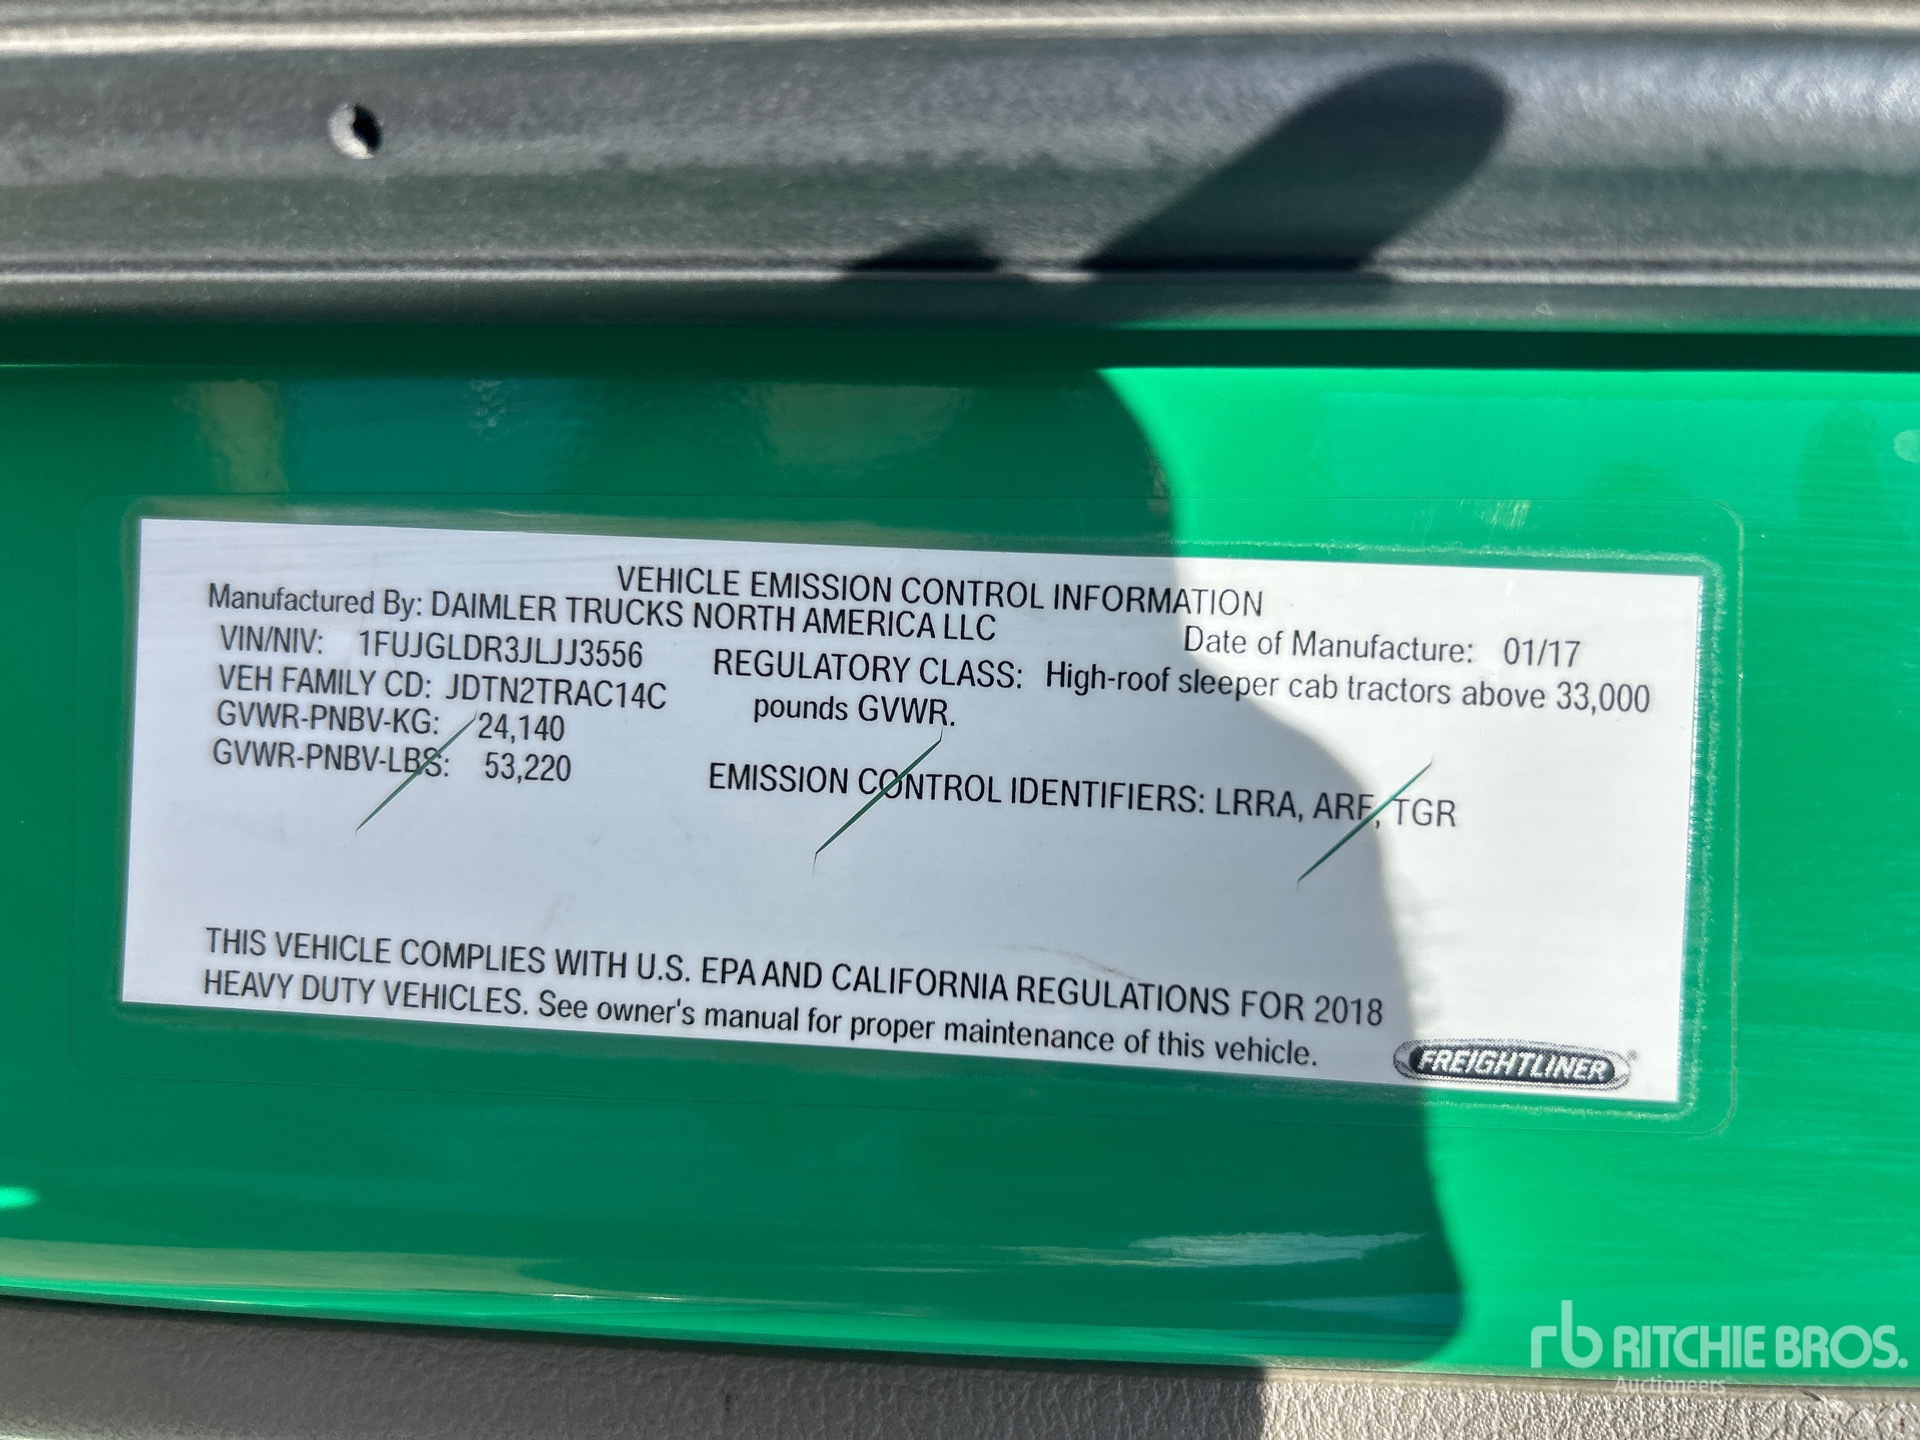 VEHICLE EMISSION CONTROL INFORMATION
Manufactured By: DAIMLER TRUCKS NORTH AMERICA LLC
Date of Manufacture: 01/17
VIN/NIV: 1FUJGLDR3JLJJ3556
REGULATORY CLASS: High-roof sleeper cab tractors above 33,000
pounds GVWR.
VEH FAMILY CD: JDTN2TRAC14C
GVWR-PNBV-KG: 24,140
GVWR-PNBV-LBS: 53,220
EMISSION CONTROL IDENTIFIERS: LRRA, ARF, TGR
THIS VEHICLE COMPLIES WITH U.S. EPA AND CALIFORNIA REGULATIONS FOR 2018
HEAVY DUTY VEHICLES. See owner's manual for proper maintenance of this vehicle.
FREIGHTLINER®
rb RITCHIE BROS.
Auctioneers